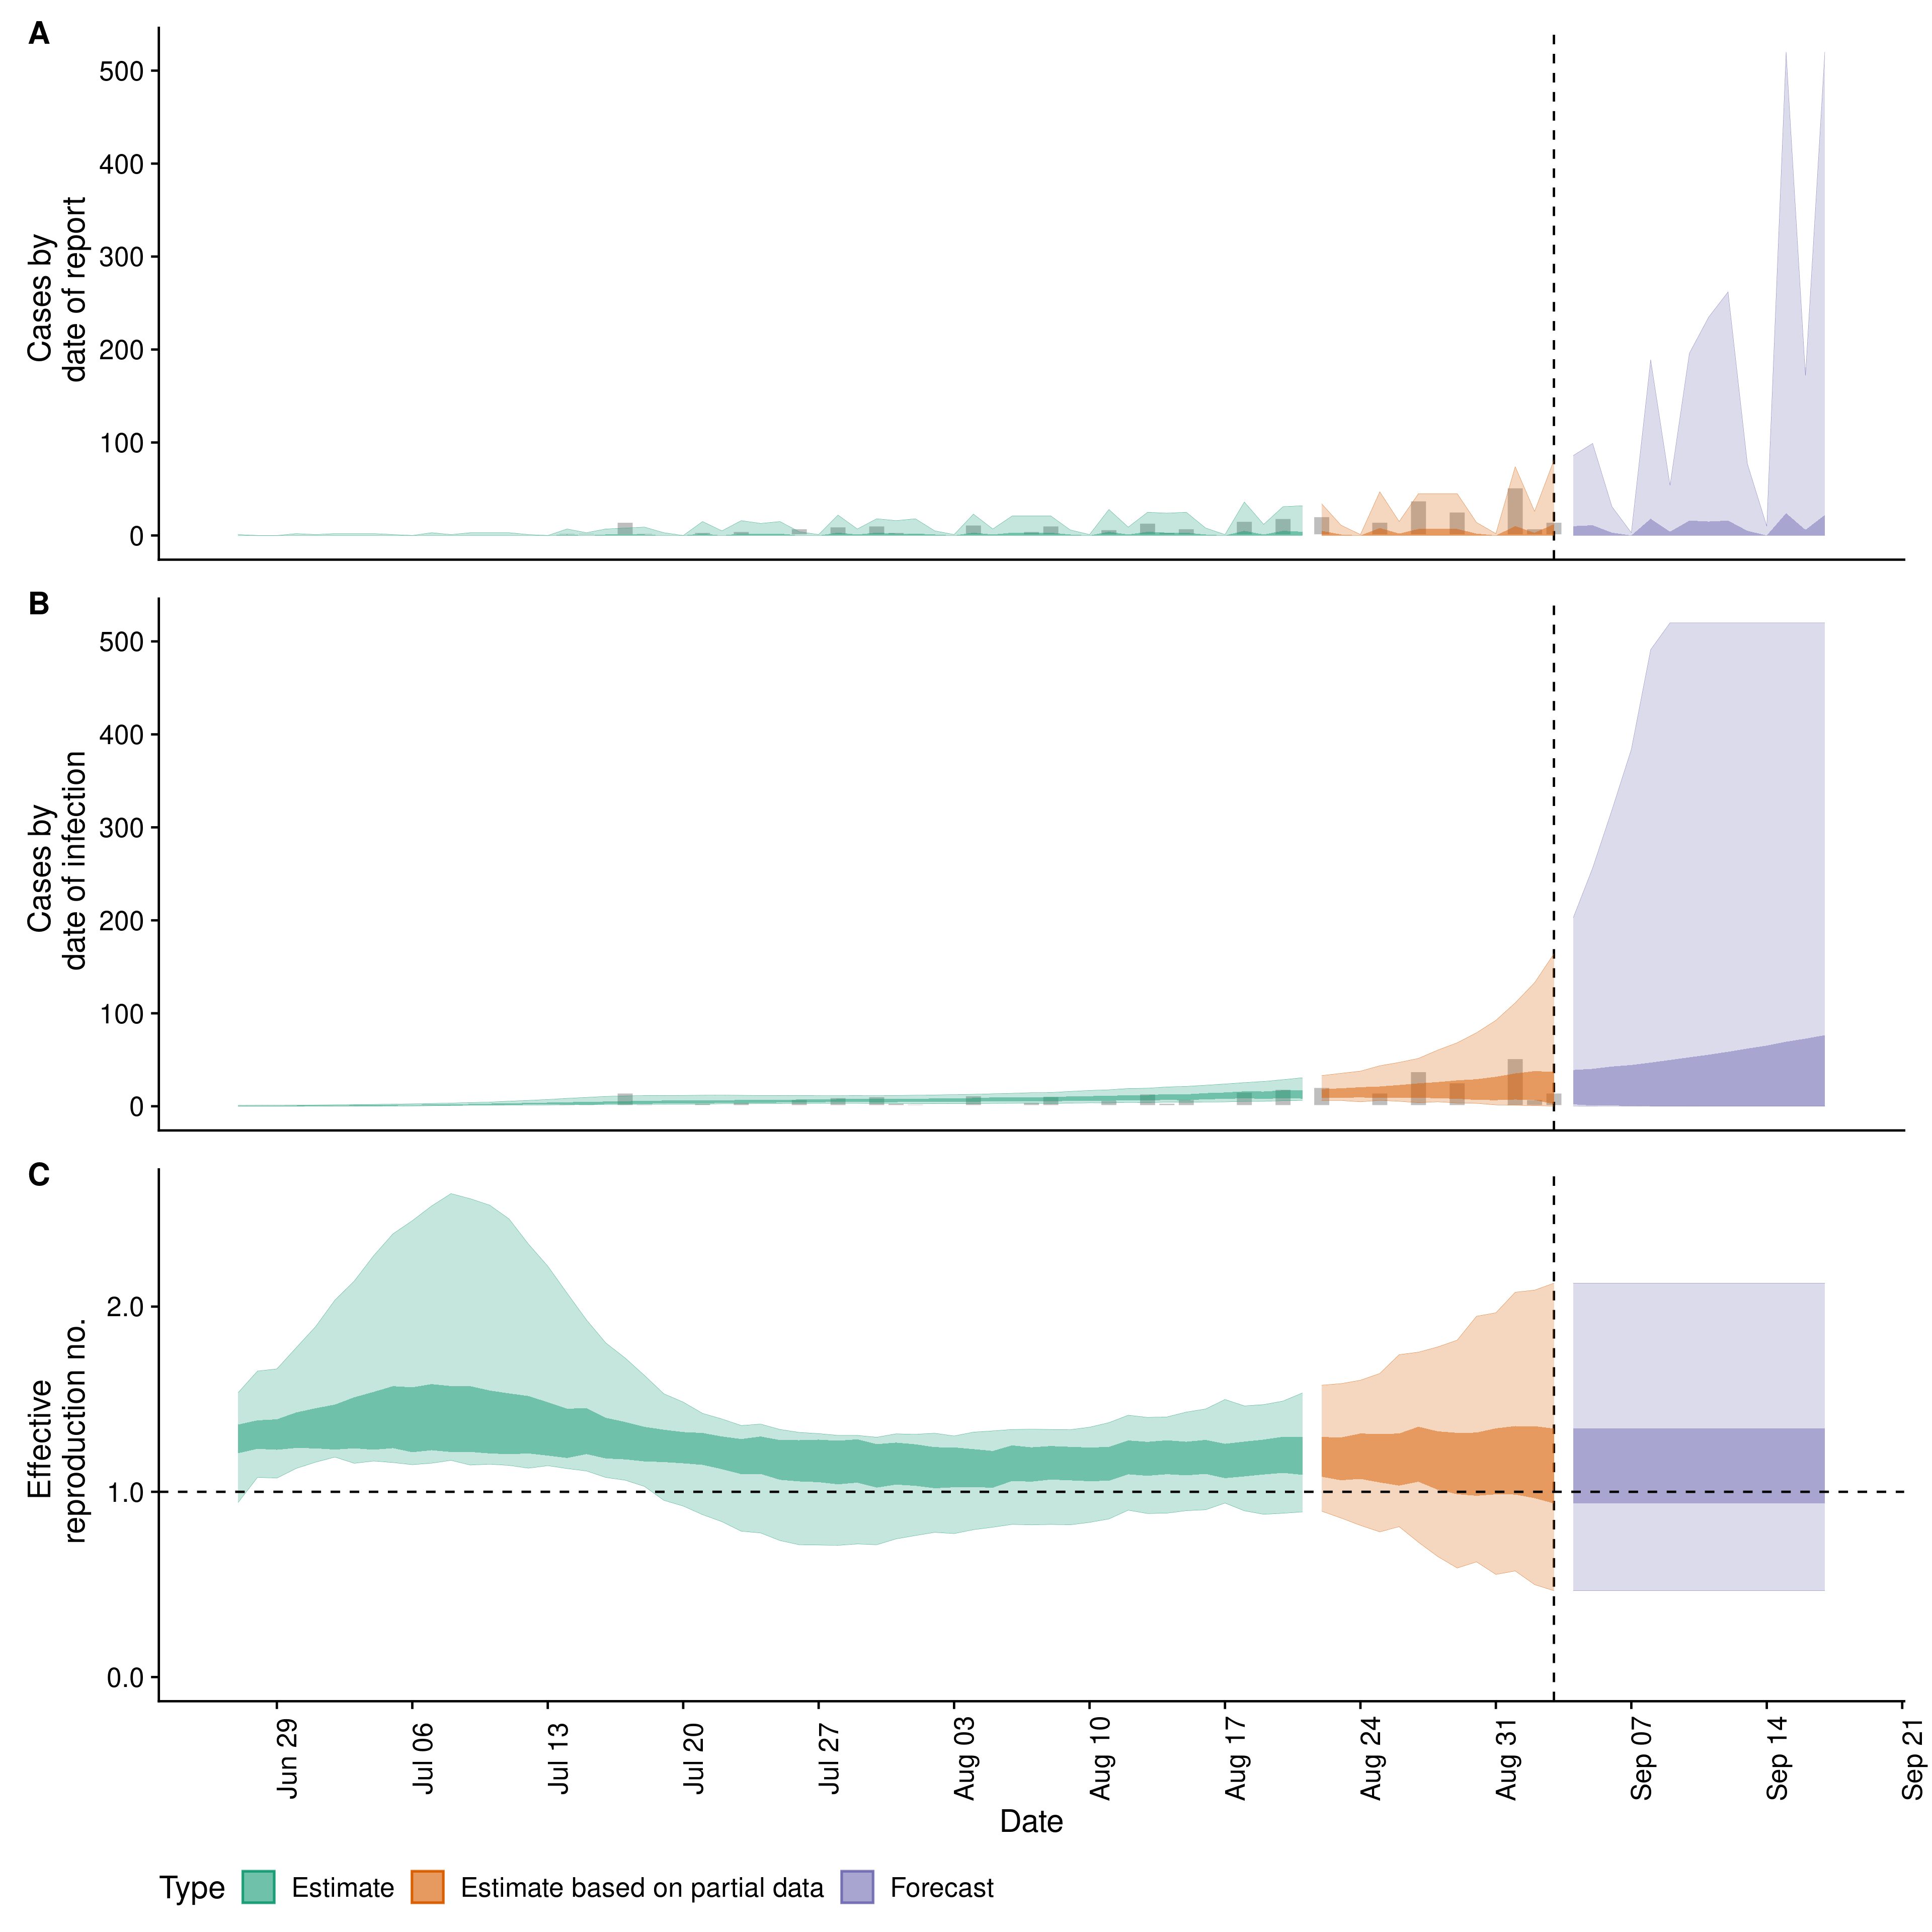 A
500
400
300
200
100
0
Cases by
date of report
B
500
400
300
200
100
0
Cases by
date of infection
C
2.0
1.0
0.0
Effective
reproduction no.
Jun 29
Jul 06
Jul 13
Jul 20
Jul 27
Aug 03
Aug 10
Aug 17
Aug 24
Aug 31
Sep 07
Sep 14
Sep 21
Date
Type Estimate Estimate based on partial data Forecast